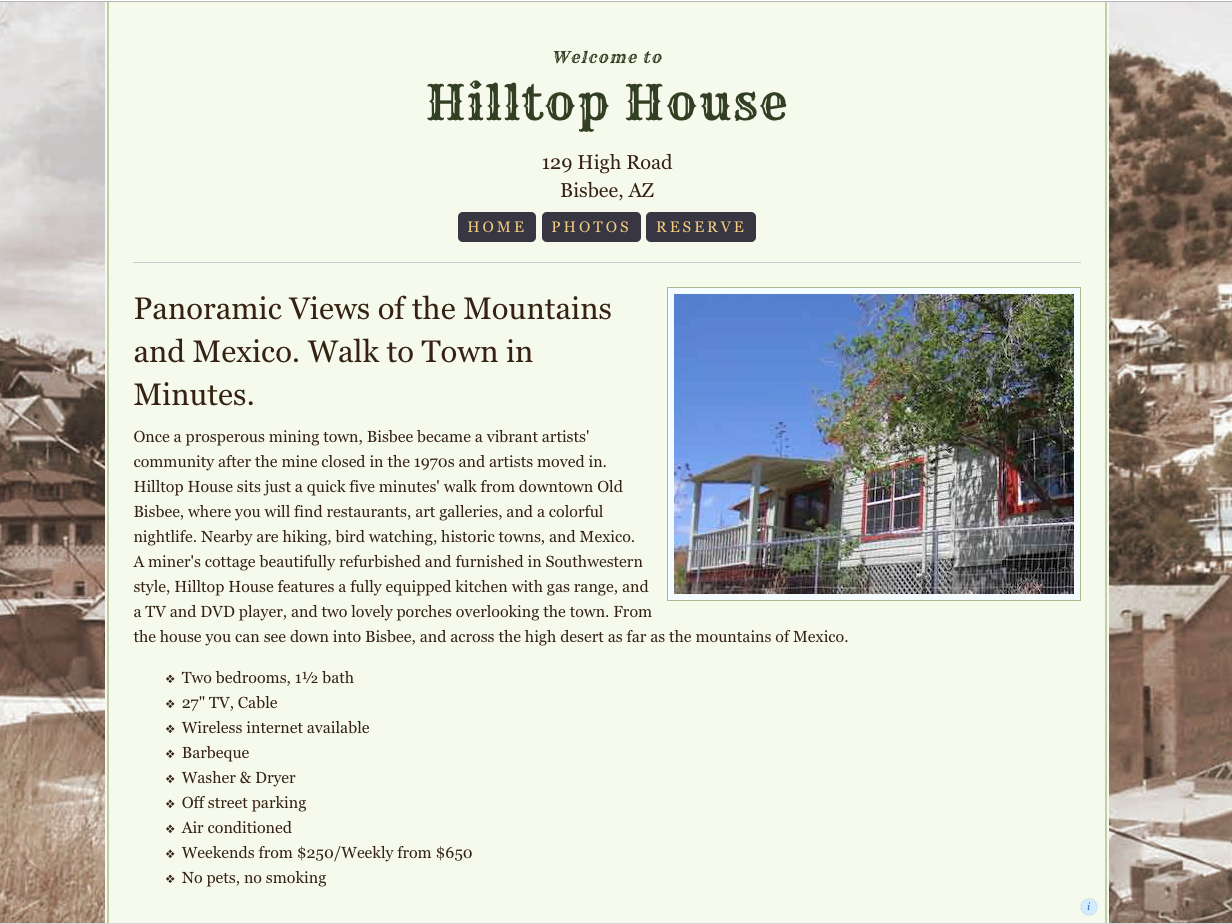 Welcome to
Hilltop House
129 High Road
Bisbee, AZ
HOME PHOTOS RESERVE
Panoramic Views of the Mountains
and Mexico. Walk to Town in
Minutes.
Once a prosperous mining town, Bisbee became a vibrant artists'
community after the mine closed in the 1970s and artists moved in.
Hilltop House sits just a quick five minutes' walk from downtown Old
Bisbee, where you will find restaurants, art galleries, and a colorful
nightlife. Nearby are hiking, bird watching, historic towns, and Mexico.
A miner's cottage beautifully refurbished and furnished in Southwestern
style, Hilltop House features a fully equipped kitchen with gas range, and
a TV and DVD player, and two lovely porches overlooking the town. From
the house you can see down into Bisbee, and across the high desert as far as the mountains of Mexico.
❖ Two bedrooms, 1½ bath
❖ 27" TV, Cable
❖ Wireless internet available
❖ Barbeque
❖ Washer & Dryer
❖ Off street parking
❖ Air conditioned
❖ Weekends from $250/Weekly from $650
❖ No pets, no smoking
i